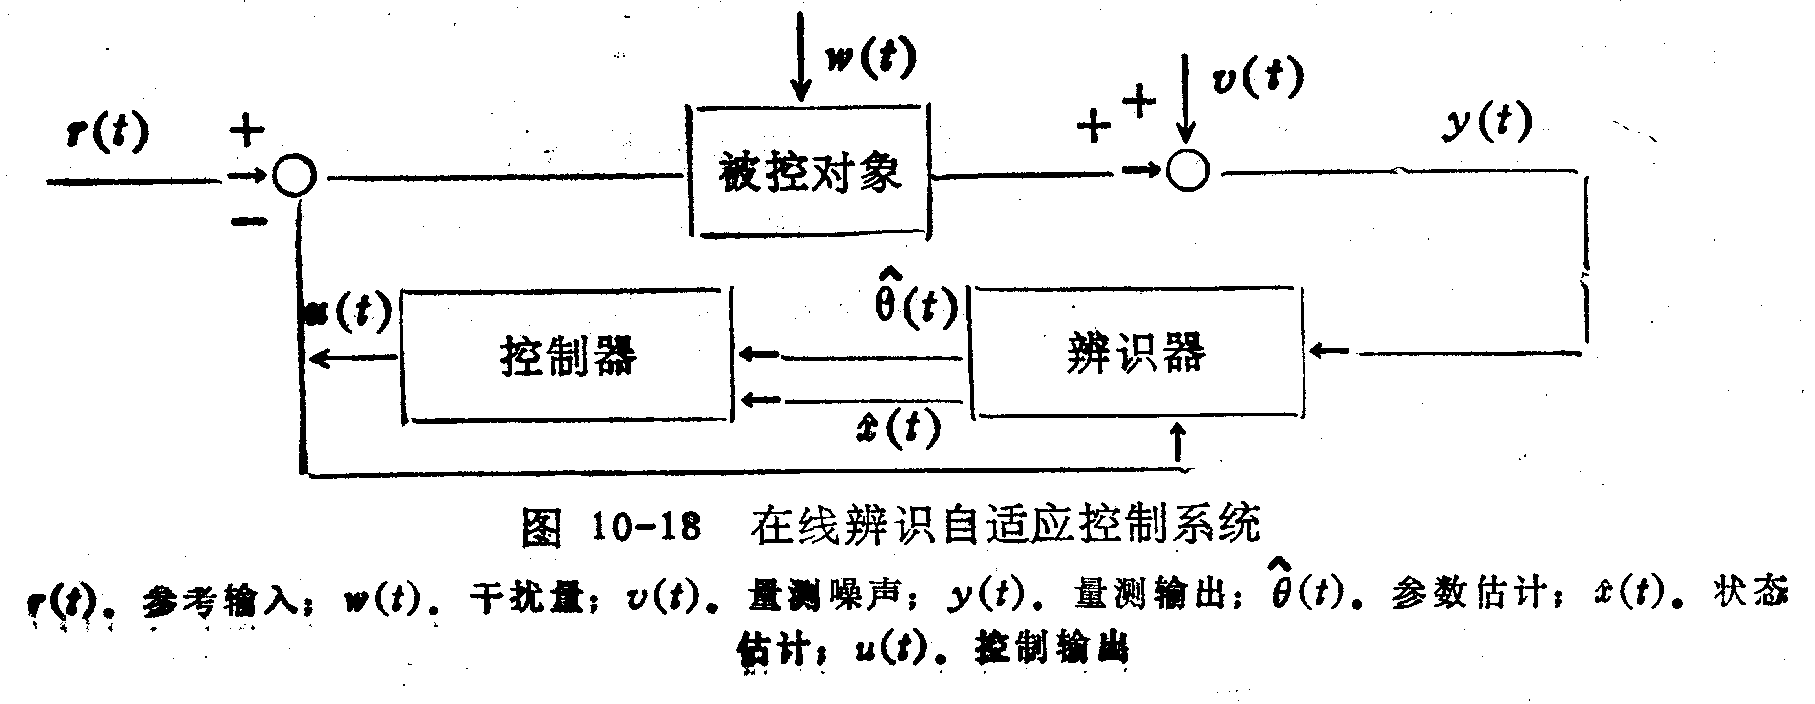 w(t)
v(t)
r(t)
+
+
+
y(t)
被控对象
−
u(t)
控制器
θ̂(t)
辨识器
x̂(t)
图 10-18 在线辨识自适应控制系统
r(t)。参考输入；w(t)。干扰量；v(t)。量测噪声；y(t)。量测输出；θ̂(t)。参数估计；x̂(t)。状态
估计；u(t)。控制输出